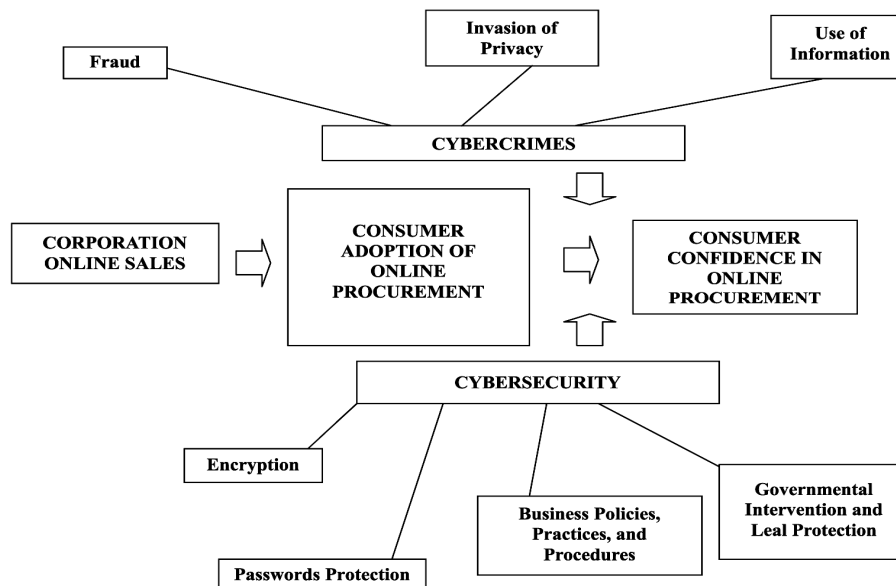 Invasion of
Privacy
Use of
Information
Fraud
CYBERCRIMES
CORPORATION
ONLINE SALES
CONSUMER
ADOPTION OF
ONLINE
PROCUREMENT
CONSUMER
CONFIDENCE IN
ONLINE
PROCUREMENT
CYBERSECURITY
Encryption
Passwords Protection
Business Policies,
Practices, and
Procedures
Governmental
Intervention and
Leal Protection